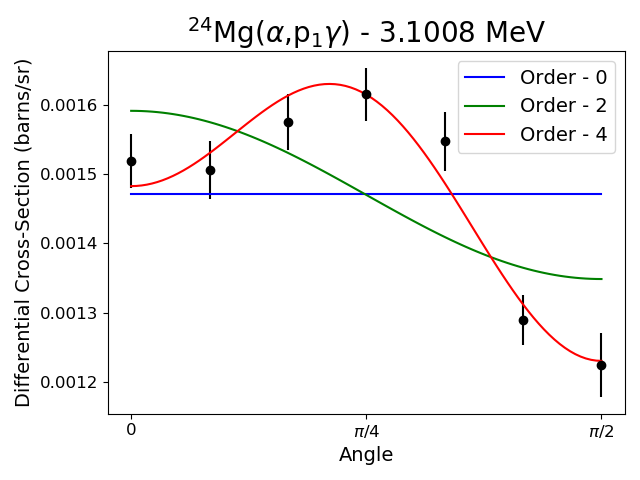 ²⁴Mg(α,p₁γ) - 3.1008 MeV
Differential Cross-Section (barns/sr)
0.0016
0.0015
0.0014
0.0013
0.0012
Order - 0
Order - 2
Order - 4
0
π/4
π/2
Angle